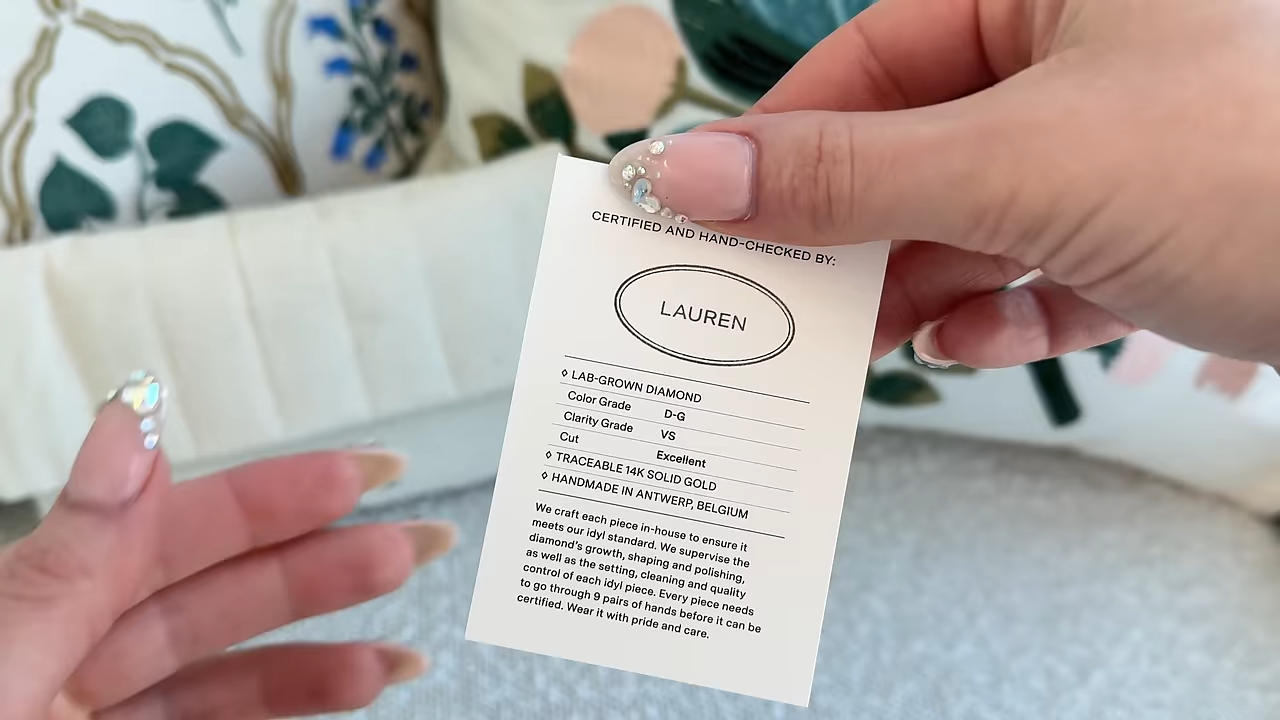 CERTIFIED AND HAND-CHECKED BY:
LAUREN
◊ LAB-GROWN DIAMOND
Color Grade D-G
Clarity Grade VS
Cut Excellent
◊ TRACEABLE 14K SOLID GOLD
◊ HANDMADE IN ANTWERP, BELGIUM
We craft each piece in-house to ensure it
meets our idyl standard. We supervise the
diamond's growth, shaping and polishing,
as well as the setting, cleaning and quality
control of each idyl piece. Every piece needs
to go through 9 pairs of hands before it can be
certified. Wear it with pride and care.